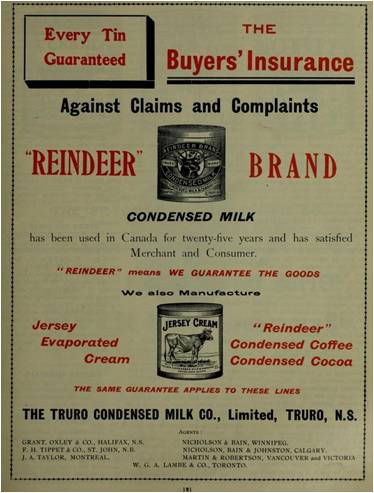 Every Tin
Guaranteed
THE
Buyers' Insurance
Against Claims and Complaints
"REINDEER"
REINDEER BRAND
CONDENSED MILK
BRAND
CONDENSED MILK
has been used in Canada for twenty-five years and has satisfied
Merchant and Consumer.
"REINDEER" means WE GUARANTEE THE GOODS
We also Manufacture
Jersey
Evaporated
Cream
JERSEY CREAM
"Reindeer"
Condensed Coffee
Condensed Cocoa
THE SAME GUARANTEE APPLIES TO THESE LINES
THE TRURO CONDENSED MILK CO., Limited, TRURO, N.S.
AGENTS:
GRANT, OXLEY & CO., HALIFAX, N.S.
F. H. TIPPET & CO., ST. JOHN, N.B.
J. A. TAYLOR, MONTREAL.
NICHOLSON & BAIN, WINNIPEG.
NICHOLSON, BAIN & JOHNSTON, CALGARY.
MARTIN & ROBERTSON, VANCOUVER and VICTORIA
W. G. A. LAMBE & CO., TORONTO.